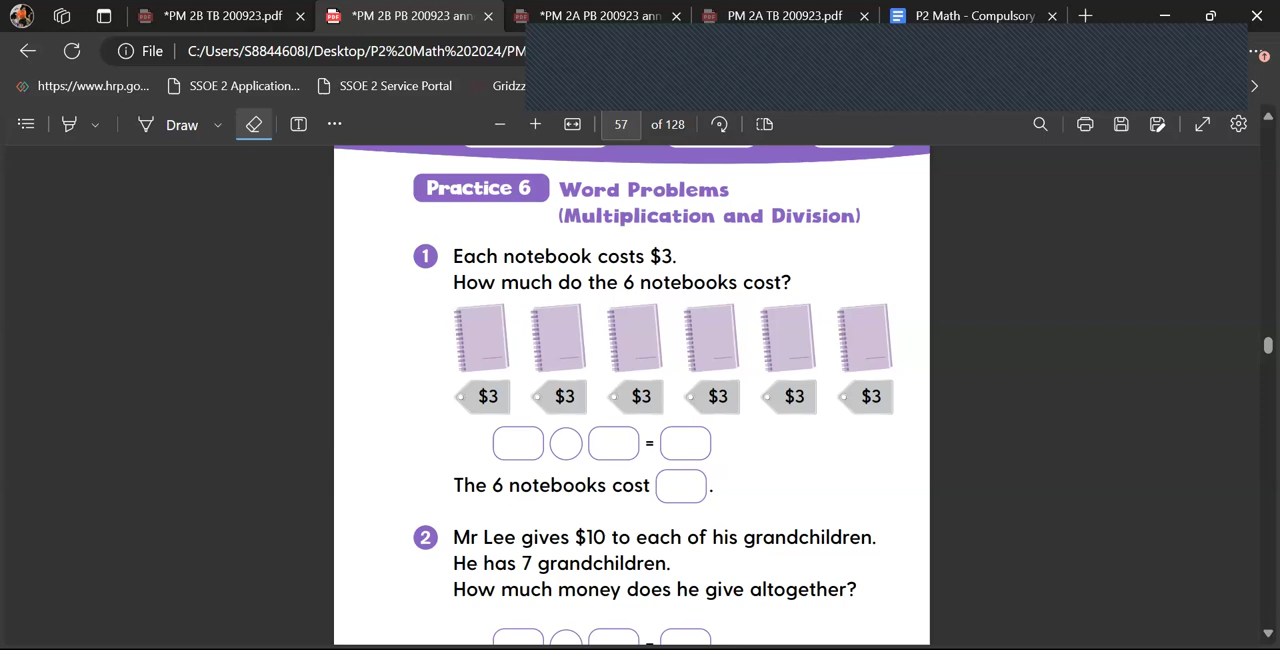 *PM 2B TB 200923.pdf
*PM 2B PB 200923 ann
*PM 2A PB 200923 ann
PM 2A TB 200923.pdf
P2 Math - Compulsory
File
C:/Users/S8844608I/Desktop/P2%20Math%202024/PM
https://www.hrp.go...
SSOE 2 Application...
SSOE 2 Service Portal
Gridzz
Draw
57 of 128
Practice 6 Word Problems
(Multiplication and Division)
1 Each notebook costs $3.
How much do the 6 notebooks cost?
$3 $3 $3 $3 $3 $3
=
The 6 notebooks cost .
2 Mr Lee gives $10 to each of his grandchildren.
He has 7 grandchildren.
How much money does he give altogether?
=